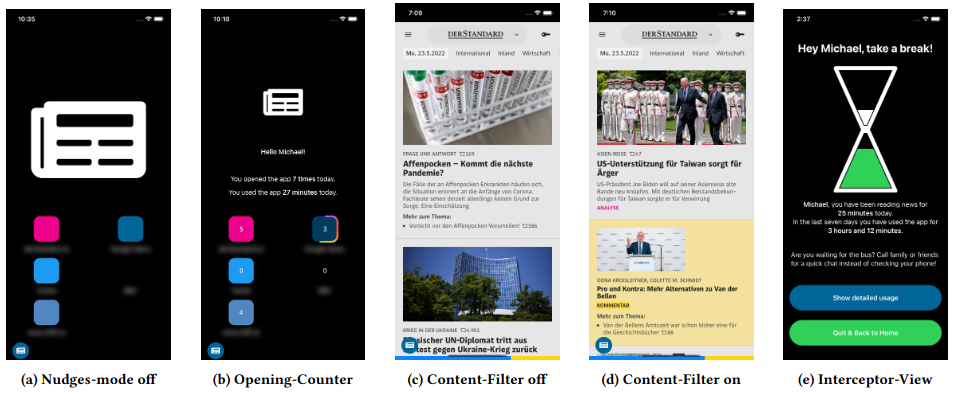 10:35
10:18
Hello Michael!
You opened the app 7 times today.
You used the app 27 minutes today.
5
3
0
0
4
7:09
DERSTANDARD
Mo, 23.5.2022 International Inland Wirtschaft
FRAGE UND ANTWORT 169
Affenpocken – Kommt die nächste
Pandemie?
Die Fälle der an Affenpocken Erkrankten häufen sich,
die Situation erinnert an die Anfänge von Corona.
Fachleute sehen derzeit allerdings keinen Grund zur
Sorge. Eine Einschätzung
Mehr zum Thema:
• Vorsicht vor den Affenpocken-Vorurteilen! 386
KRIEG IN DER UKRAINE 4.901
ssischer UN-Diplomat tritt aus
test gegen Ukraine-Krieg zurück
7:10
DERSTANDARD
Mo, 23.5.2022 International Inland Wirtschaft
ASIEN-REISE 67
US-Unterstützung für Taiwan sorgt für
Ärger
US-Präsident Joe Biden will auf seiner Asienreise alte
Bande neu knüpfen. Mit deutlichen Beistandsbekun-
dungen für Taiwan sorgte er für Verwirrung
ANALYSE
OONA KROISLEITNER, COLETTE M. SCHMIDT
Pro und Kontra: Mehr Alternativen zu Van der
Bellen
KOMMENTAR
Mehr zum Thema:
• Van der Bellens Amtszeit war schon bisher eine für
die Geschichtsbücher 88
2:37
Hey Michael, take a break!
Michael, you have been reading news for
25 minutes today.
In the last seven days you have used the app for
3 hours and 12 minutes.
Are you waiting for the bus? Call family or friends
for a quick chat instead of checking your phone!
Show detailed usage
Quit & Back to Home
(a) Nudges-mode off
(b) Opening-Counter
(c) Content-Filter off
(d) Content-Filter on
(e) Interceptor-View